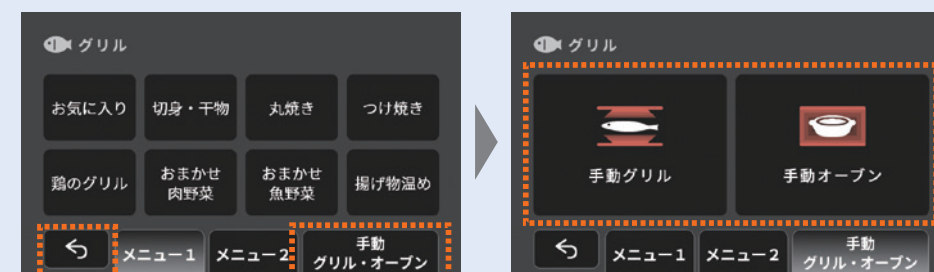 グリル
お気に入り
切身・干物
丸焼き
つけ焼き
鶏のグリル
おまかせ
肉野菜
おまかせ
魚野菜
揚げ物温め
メニュー1
メニュー2
手動
グリル・オーブン
グリル
手動グリル
手動オーブン
メニュー1
メニュー2
手動
グリル・オーブン